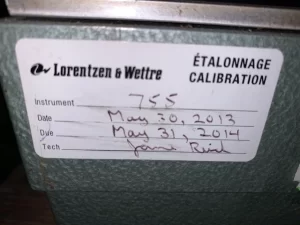 ÉTALONNAGE
Lorentzen & Wettre CALIBRATION
Instrument 755
Date May 30, 2013
Due May 31, 2014
Tech